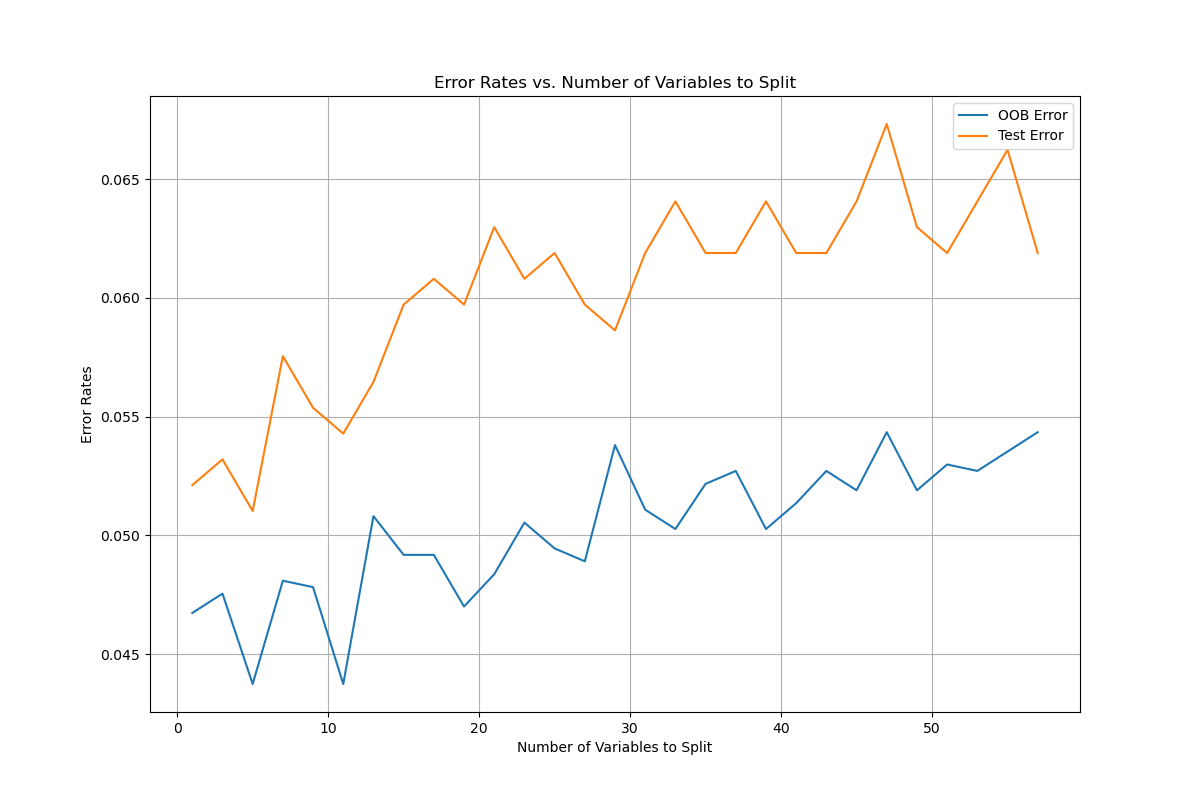 Error Rates vs. Number of Variables to Split
OOB Error
Test Error
0.065
0.060
0.055
0.050
0.045
Error Rates
0 10 20 30 40 50
Number of Variables to Split